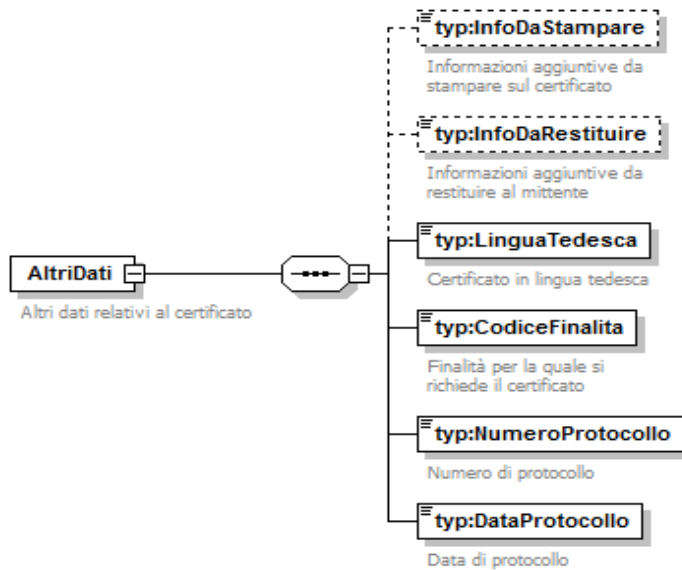 typ:InfoDaStampare
Informazioni aggiuntive da
stampare sul certificato
typ:InfoDaRestituire
Informazioni aggiuntive da
restituire al mittente
typ:LinguaTedesca
Certificato in lingua tedesca
AltriDati
Altri dati relativi al certificato
typ:CodiceFinalita
Finalità per la quale si
richiede il certificato
typ:NumeroProtocollo
Numero di protocollo
typ:DataProtocollo
Data di protocollo